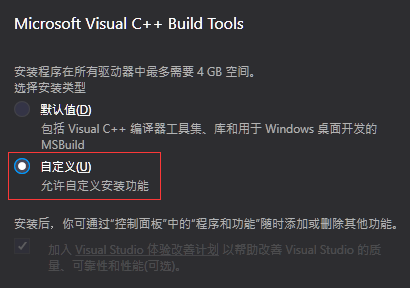 Microsoft Visual C++ Build Tools
安装程序在所有驱动器中最多需要 4 GB 空间。
选择安装类型
默认值(D)
包括 Visual C++ 编译器工具集、库和用于 Windows 桌面开发的
MSBuild
自定义(U)
允许自定义安装功能
安装后，你可通过“控制面板”中的“程序和功能”随时添加或删除其他功能。
加入 Visual Studio 体验改善计划 以帮助改善 Visual Studio 的质
量、可靠性和性能(可选)。